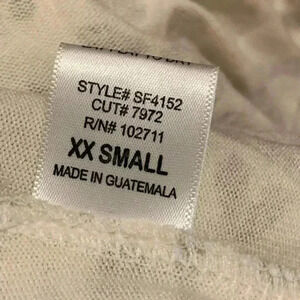 STYLE# SF4152
CUT# 7972
R/N# 102711
XX SMALL
MADE IN GUATEMALA